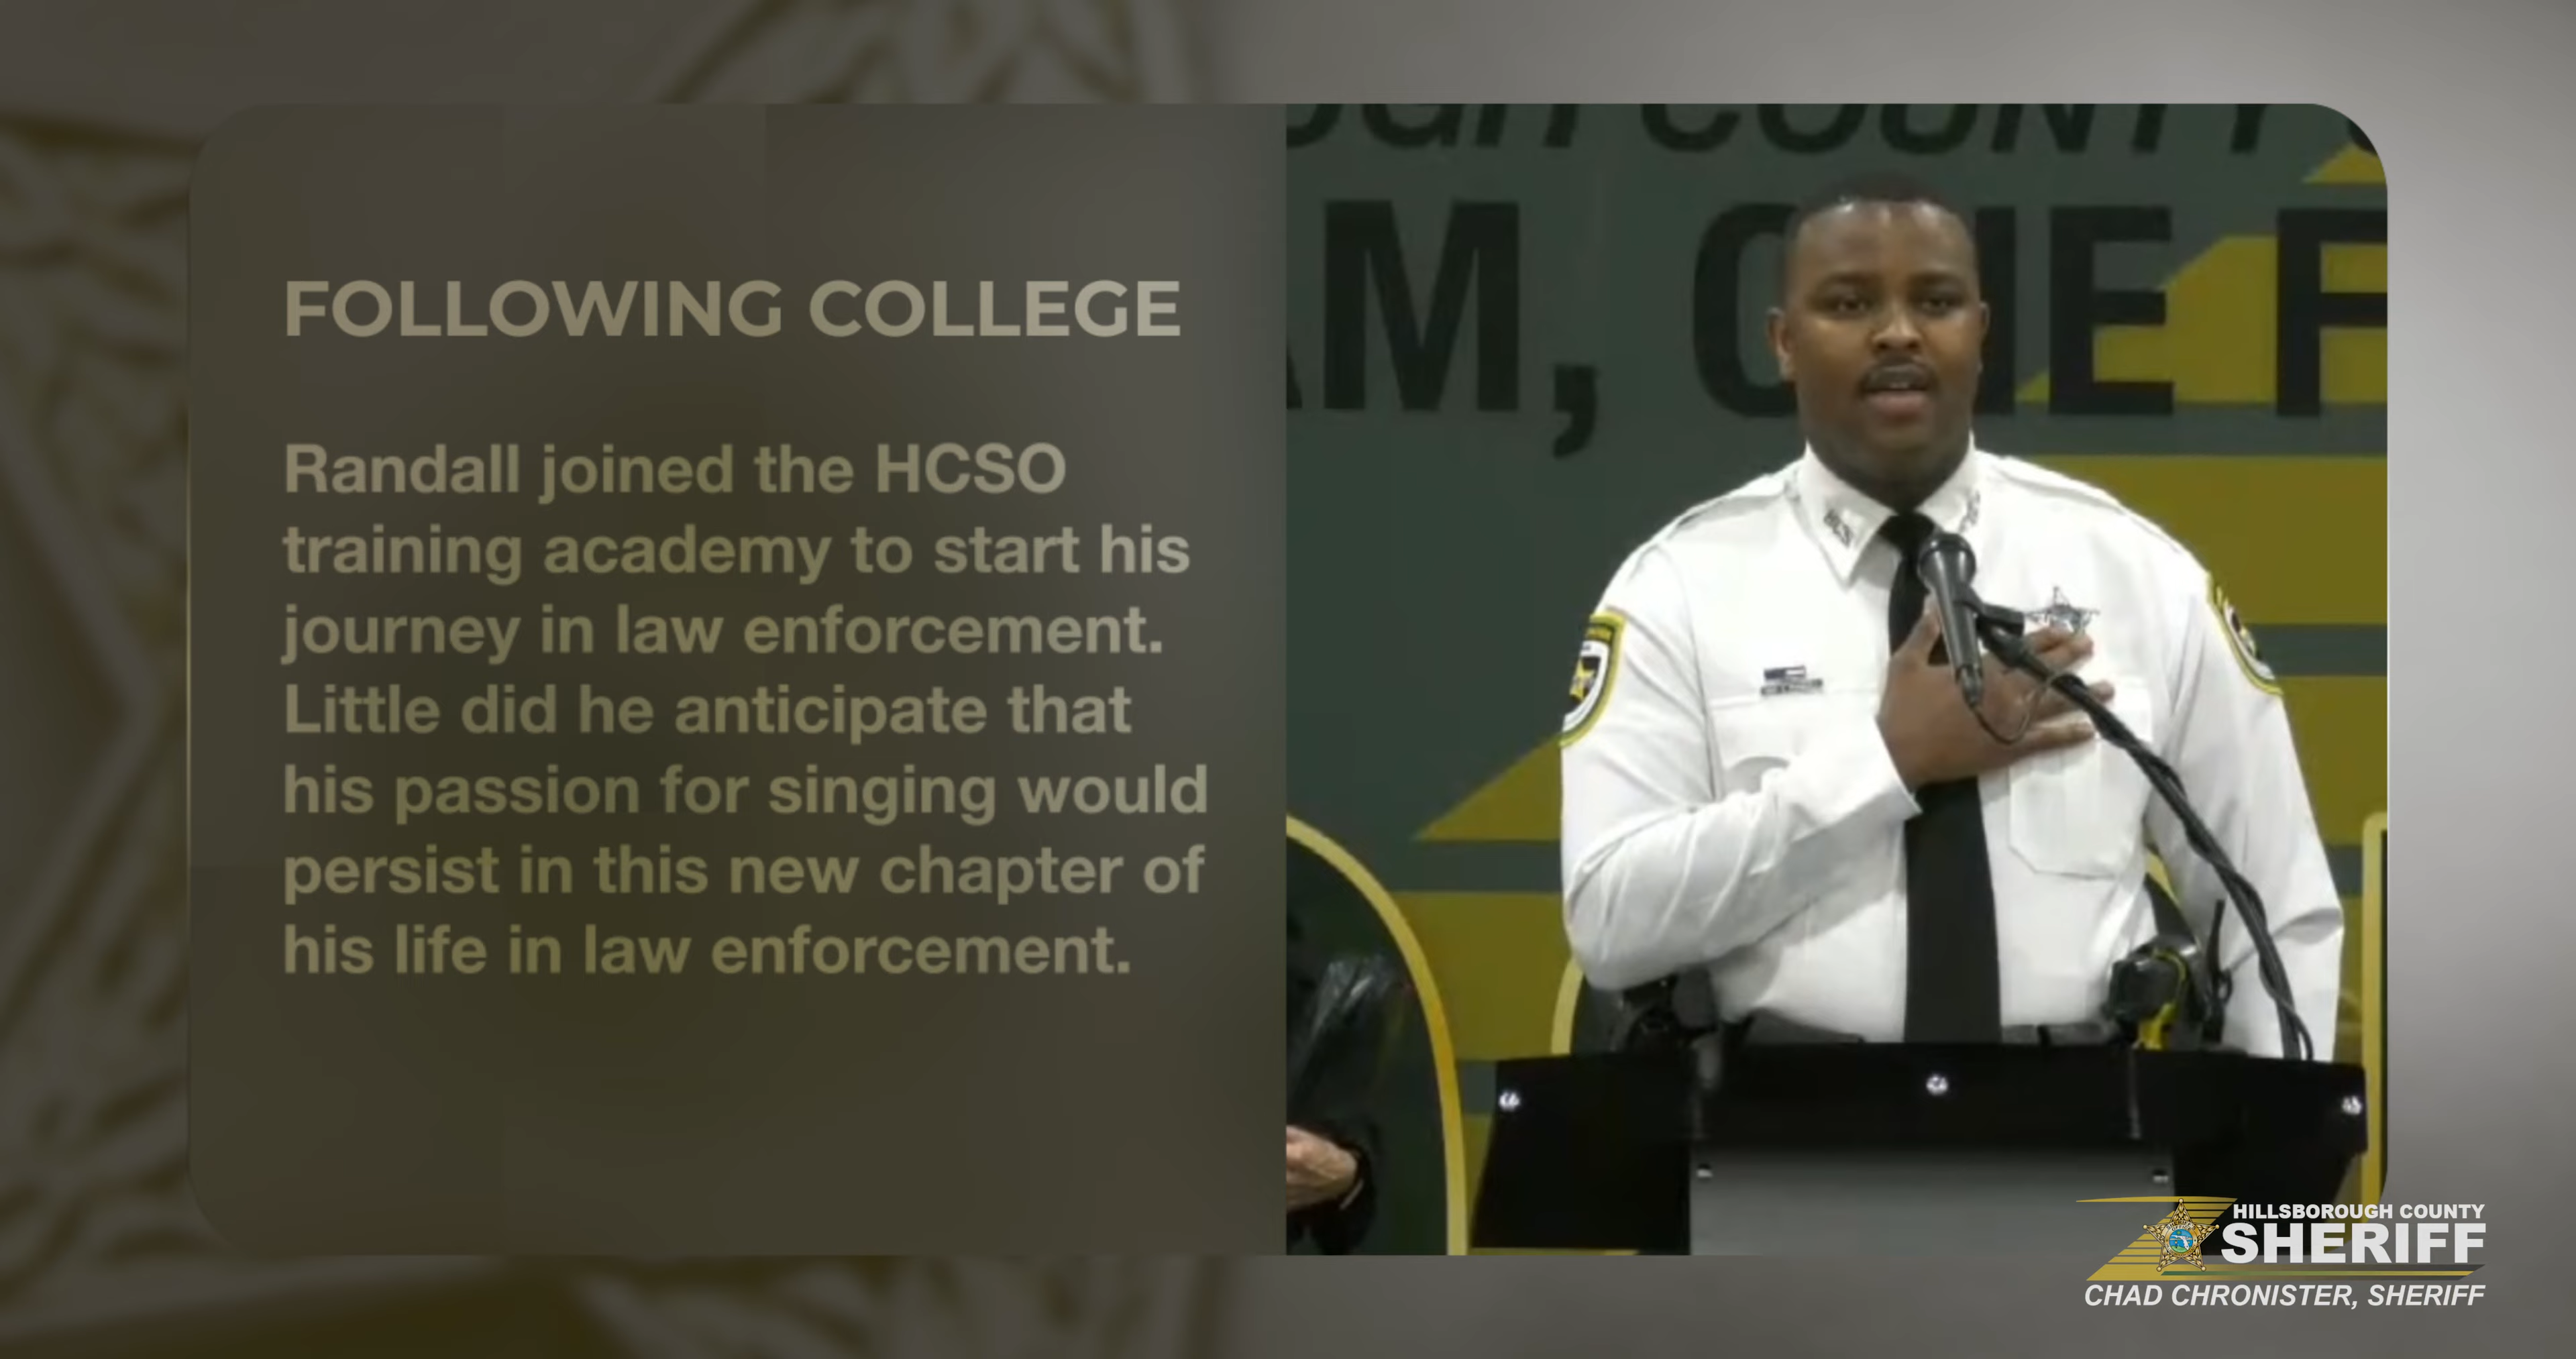 FOLLOWING COLLEGE
Randall joined the HCSO
training academy to start his
journey in law enforcement.
Little did he anticipate that
his passion for singing would
persist in this new chapter of
his life in law enforcement.
COUNTY
HILLSBOROUGH COUNTY
SHERIFF
CHAD CHRONISTER, SHERIFF